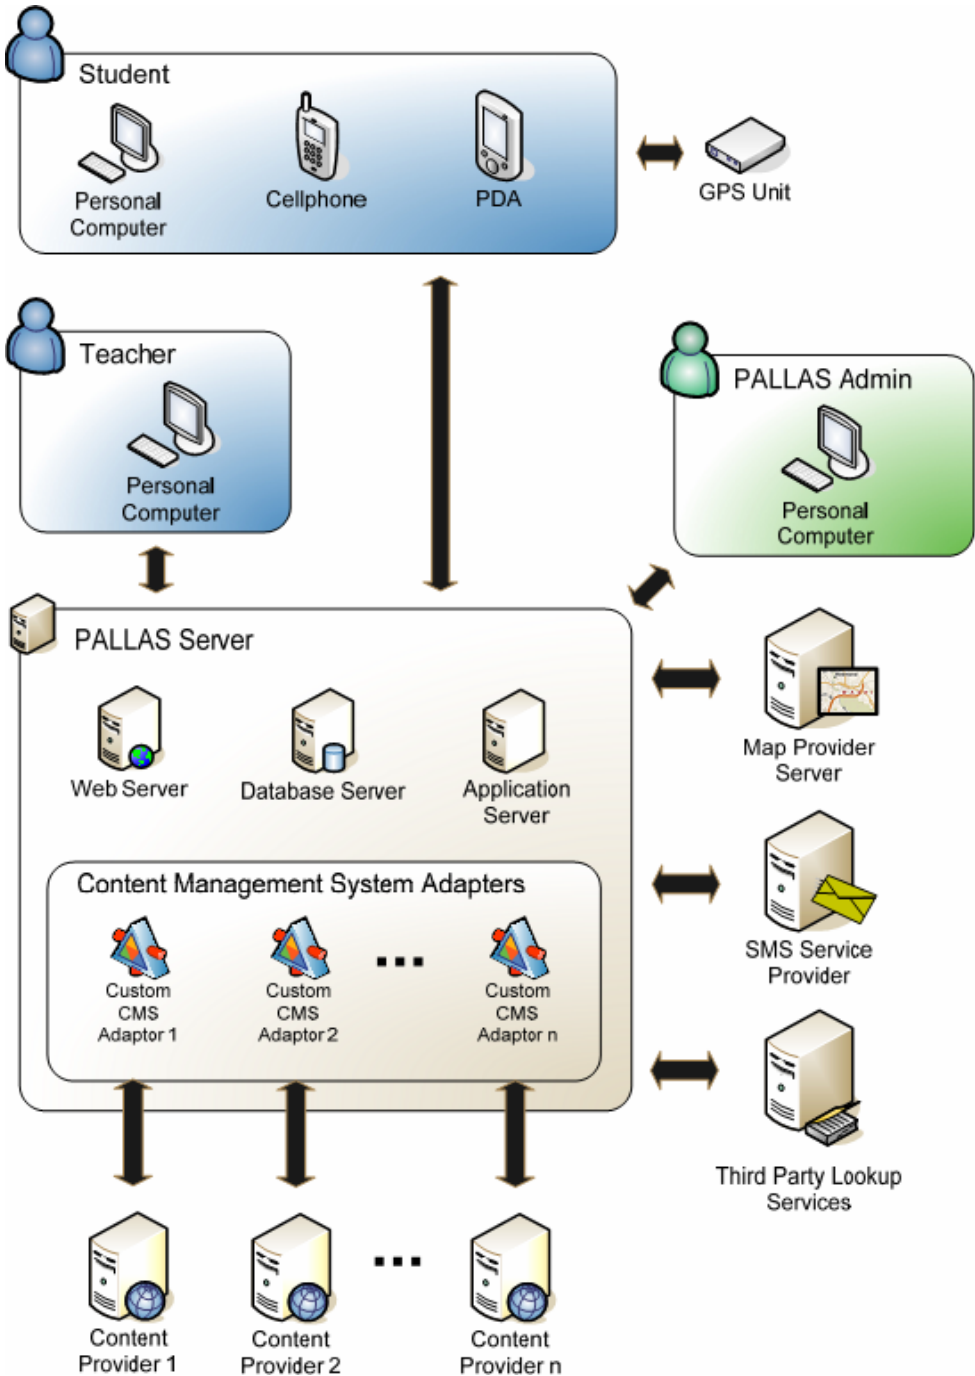 Student
Personal
Computer
Cellphone
PDA
GPS Unit
Teacher
Personal
Computer
PALLAS Admin
Personal
Computer
PALLAS Server
Web Server
Database Server
Application
Server
Map Provider
Server
Content Management System Adapters
Custom
CMS
Adaptor 1
Custom
CMS
Adaptor 2
Custom
CMS
Adaptor n
SMS Service
Provider
Third Party Lookup
Services
Content
Provider 1
Content
Provider 2
Content
Provider n